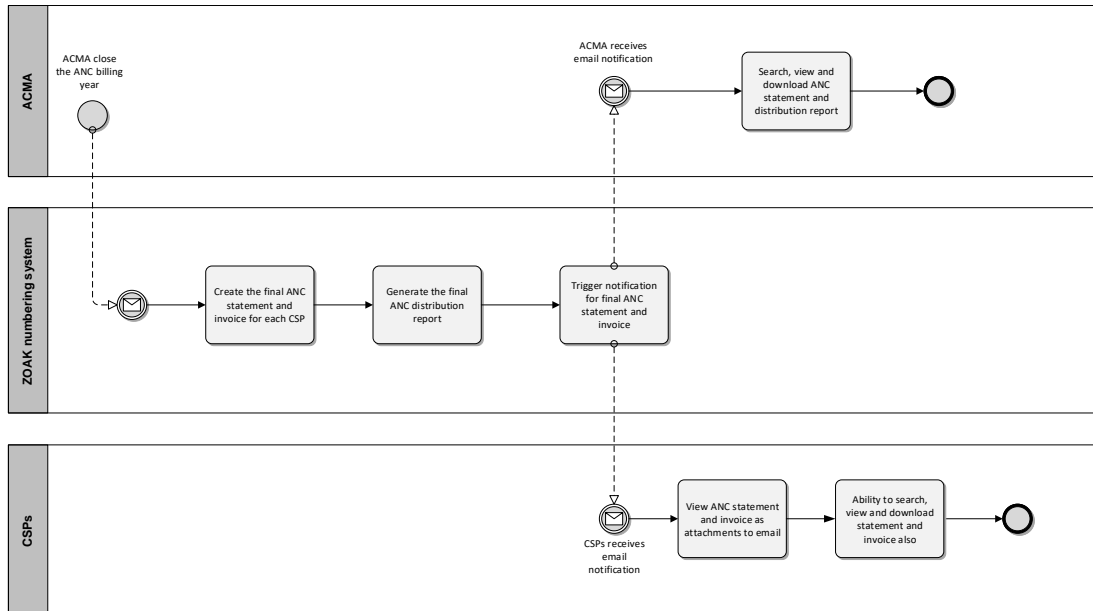 ACMA
ACMA close
the ANC billing
year
ACMA receives
email notification
Search, view and
download ANC
statement and
distribution report
ZOAK numbering system
Create the final ANC
statement and
invoice for each CSP
Generate the final
ANC distribution
report
Trigger notification
for final ANC
statement and
invoice
CSPs
CSPs receives
email
notification
View ANC statement
and invoice as
attachments to email
Ability to search,
view and download
statement and
invoice also